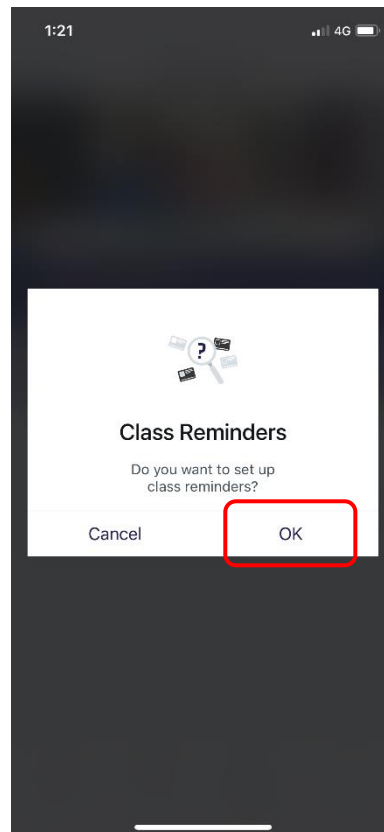 1:21 4G
?
Class Reminders
Do you want to set up
class reminders?
Cancel OK